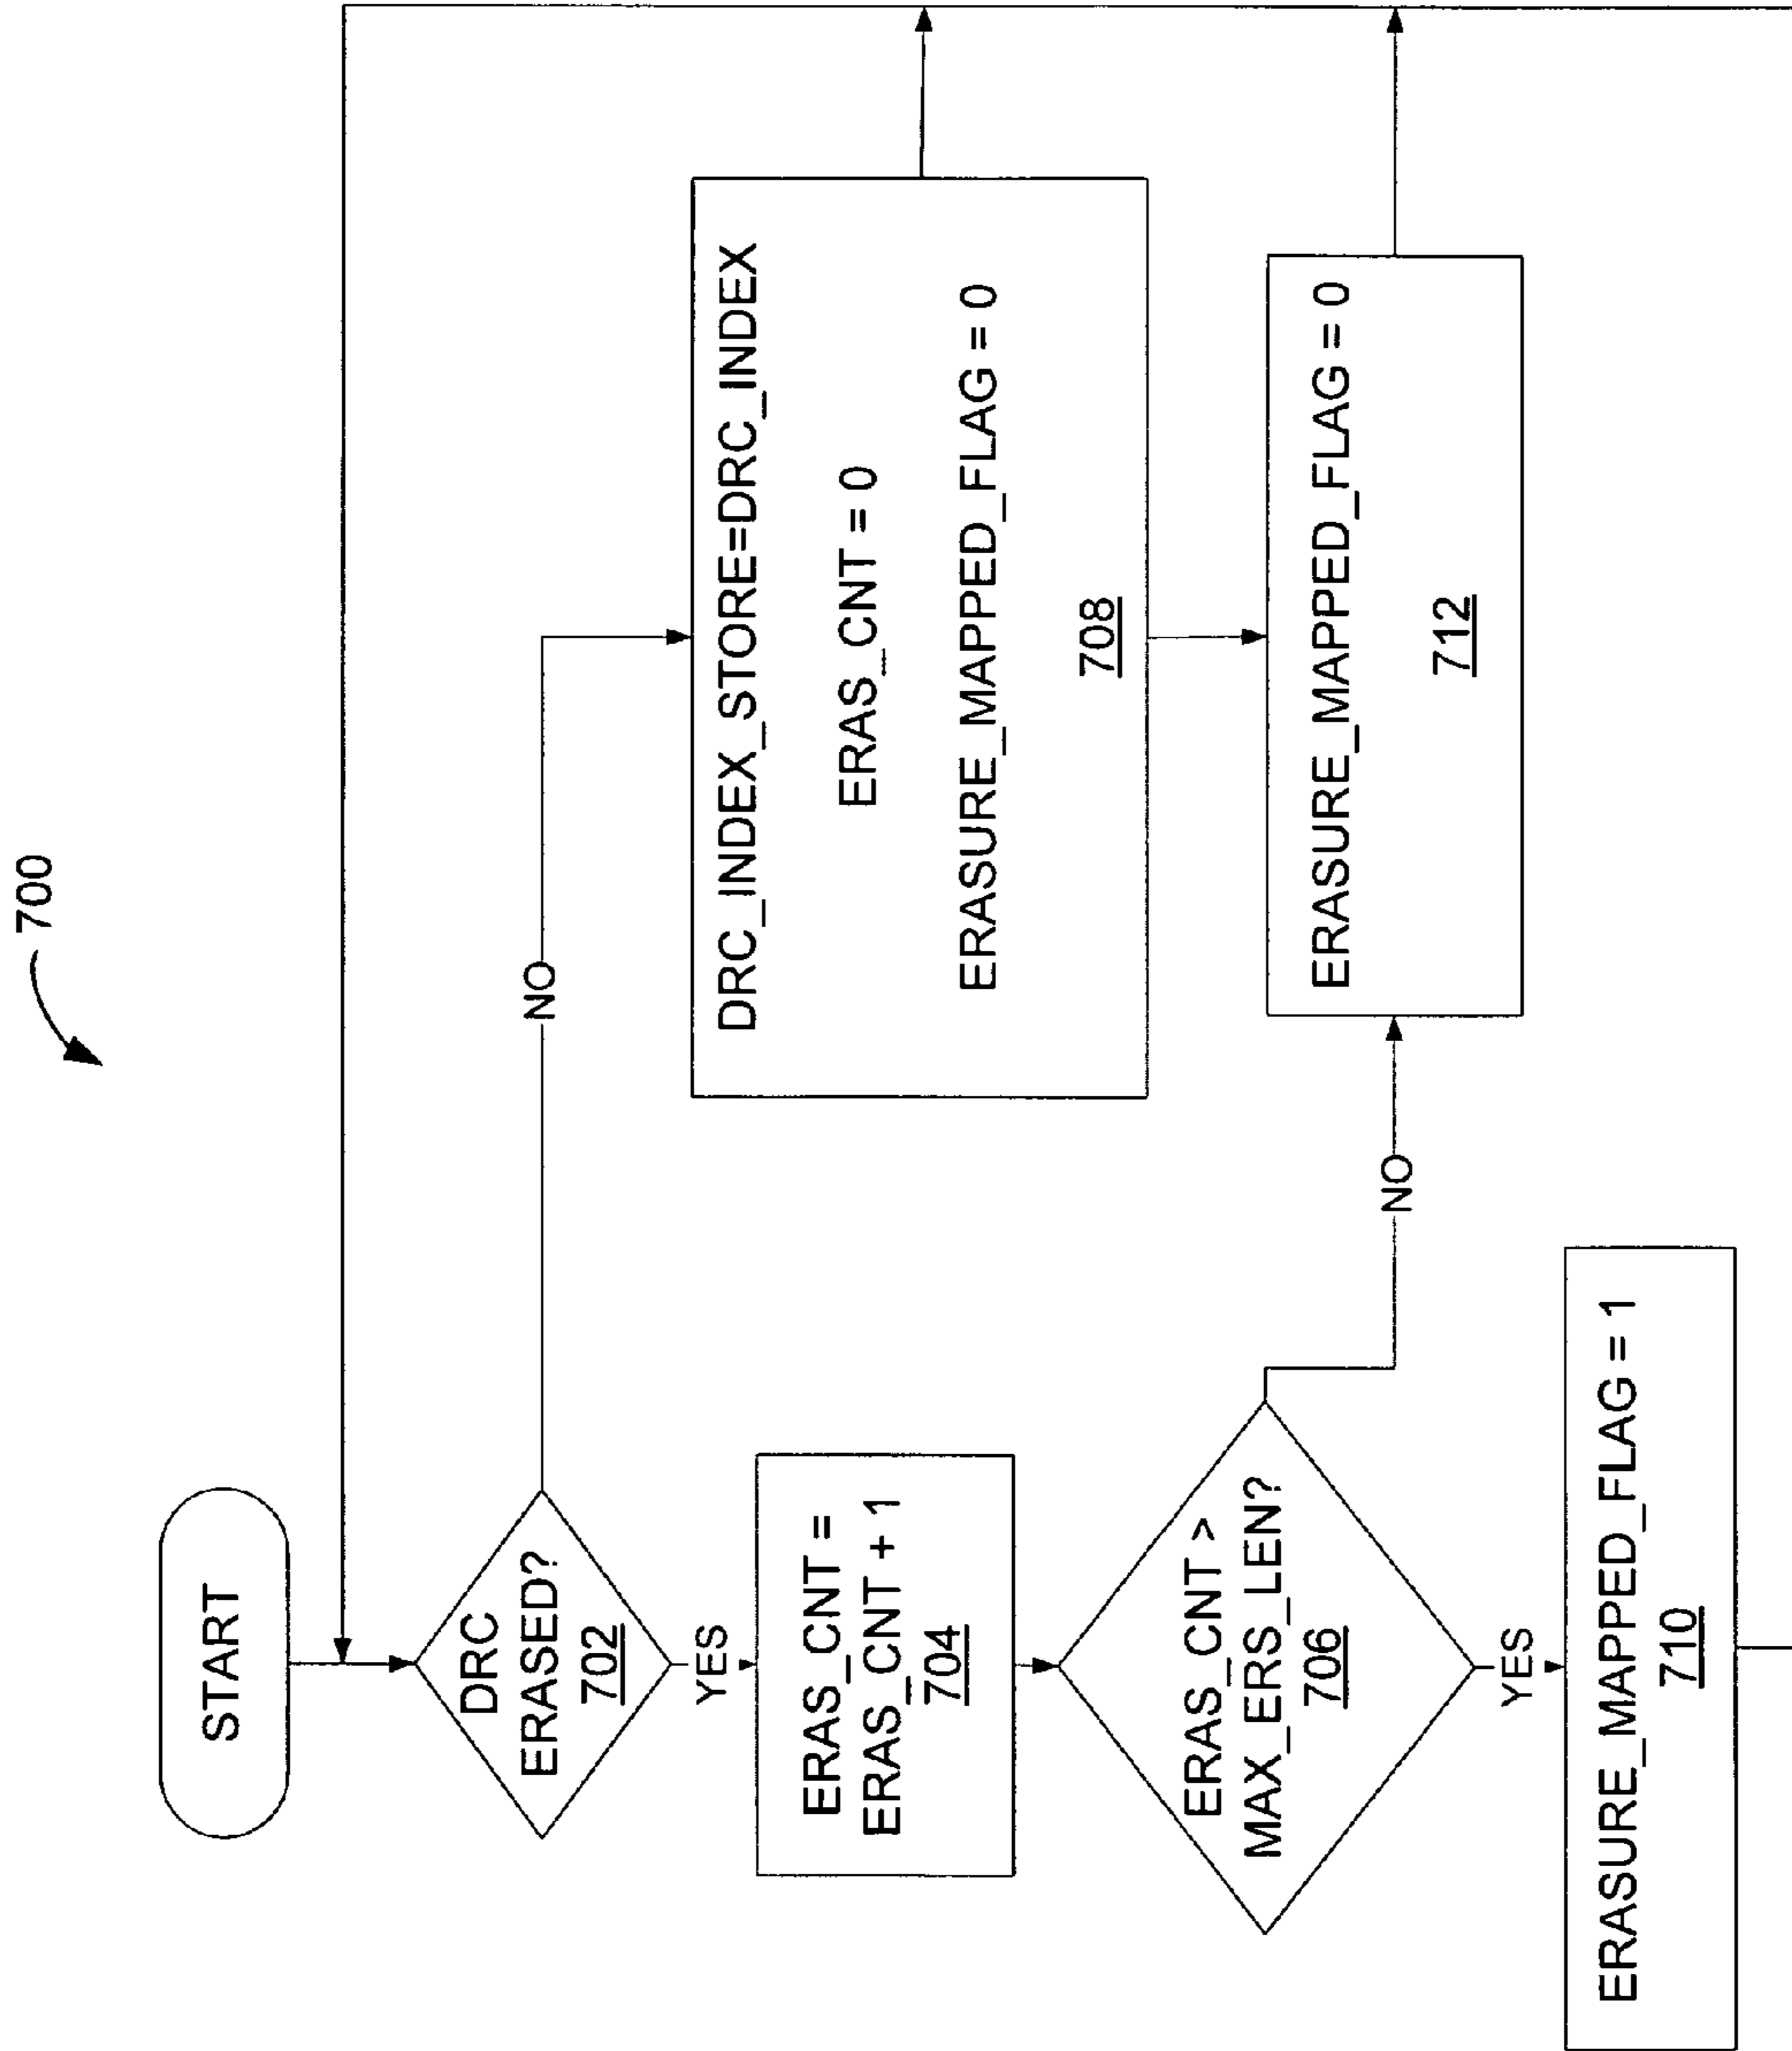 700
START
DRC
ERASED?
702
NO
YES
ERAS_CNT =
ERAS_CNT + 1
704
DRC_INDEX_STORE=DRC_INDEX
ERAS_CNT = 0
ERASURE_MAPPED_FLAG = 0
708
ERAS_CNT >
MAX_ERS_LEN?
706
NO
YES
ERASURE_MAPPED_FLAG = 0
712
ERASURE_MAPPED_FLAG = 1
710